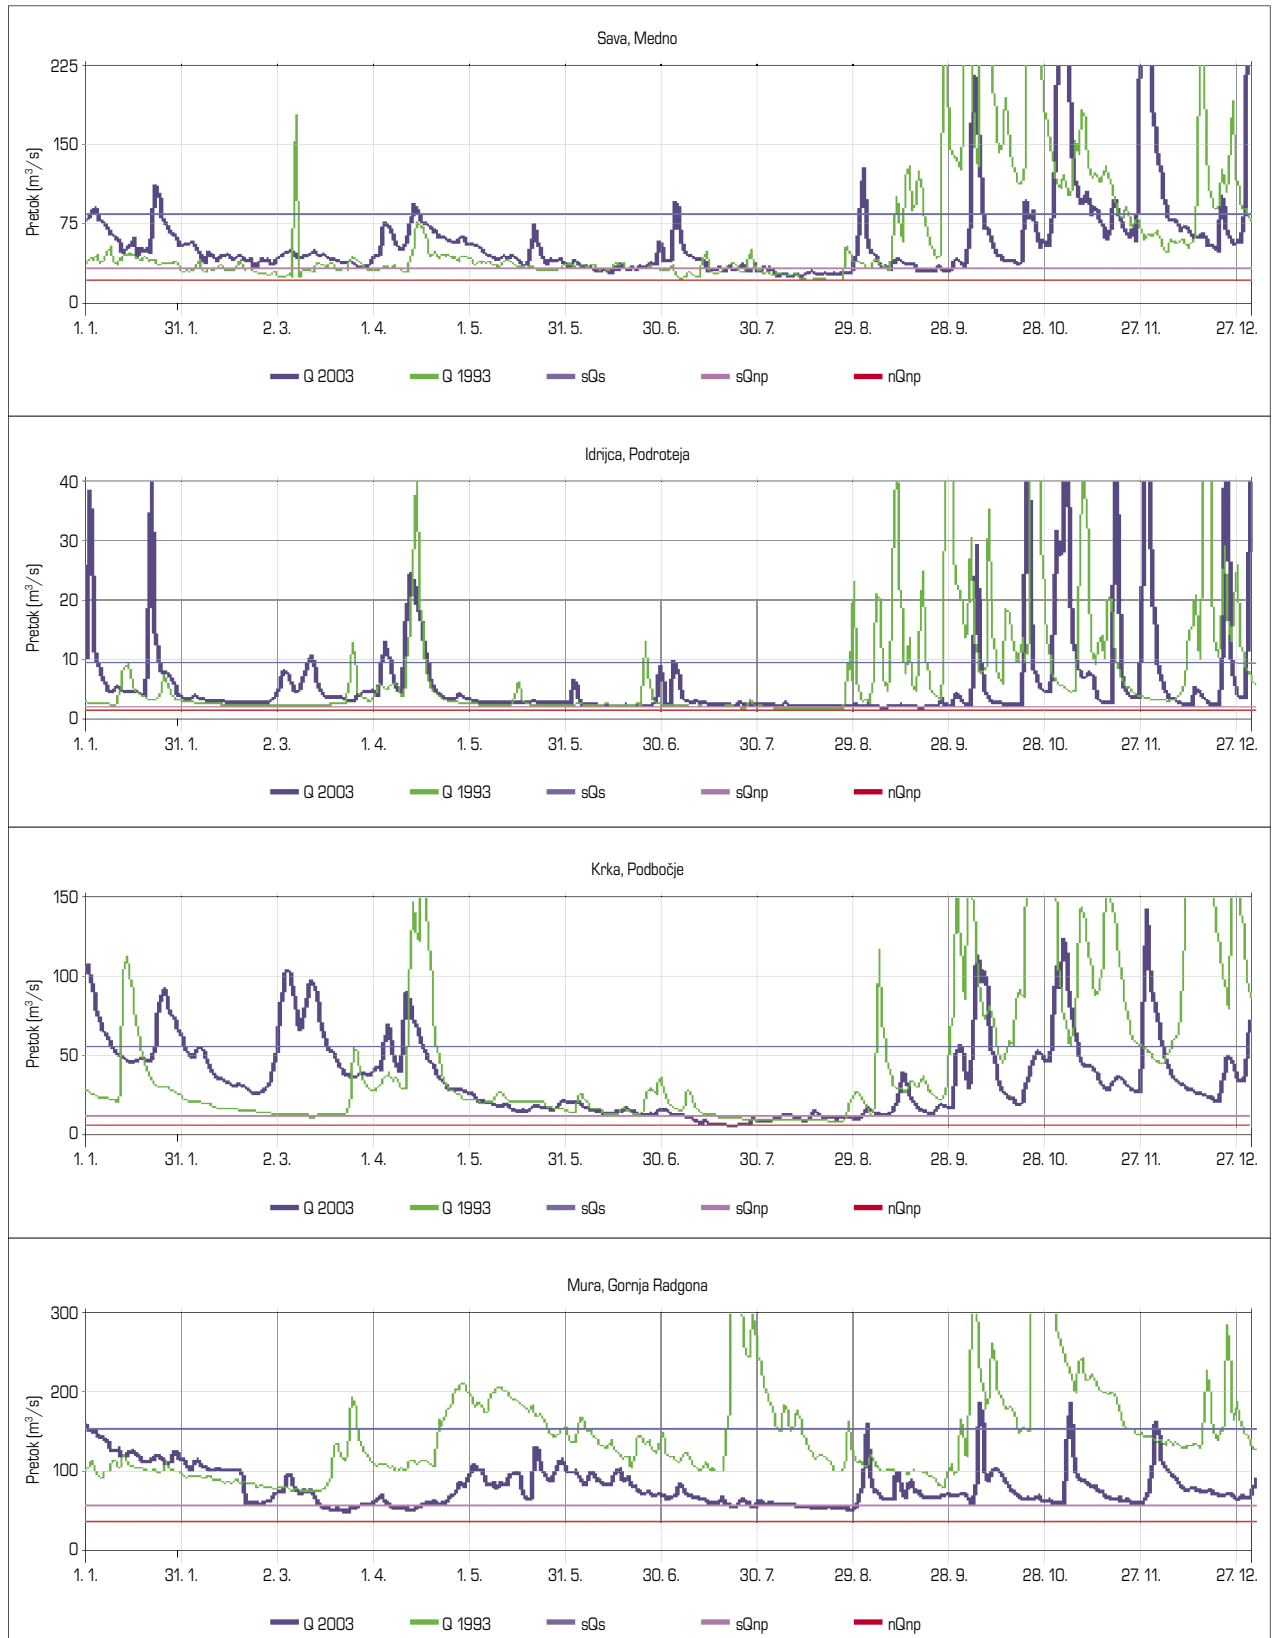 Sava, Medno
Pretok (m³/s)
225
150
75
0
1. 1. 31. 1. 2. 3. 1. 4. 1. 5. 31. 5. 30. 6. 30. 7. 29. 8. 28. 9. 28. 10. 27. 11. 27. 12.
Q 2003 Q 1993 sQs sQnp nQnp
Idrijca, Podroteja
Pretok (m³/s)
40
30
20
10
0
1. 1. 31. 1. 2. 3. 1. 4. 1. 5. 31. 5. 30. 6. 30. 7. 29. 8. 28. 9. 28. 10. 27. 11. 27. 12.
Q 2003 Q 1993 sQs sQnp nQnp
Krka, Podbočje
Pretok (m³/s)
150
100
50
0
1. 1. 31. 1. 2. 3. 1. 4. 1. 5. 31. 5. 30. 6. 30. 7. 29. 8. 28. 9. 28. 10. 27. 11. 27. 12.
Q 2003 Q 1993 sQs sQnp nQnp
Mura, Gornja Radgona
Pretok (m³/s)
300
200
100
0
1. 1. 31. 1. 2. 3. 1. 4. 1. 5. 31. 5. 30. 6. 30. 7. 29. 8. 28. 9. 28. 10. 27. 11. 27. 12.
Q 2003 Q 1993 sQs sQnp nQnp